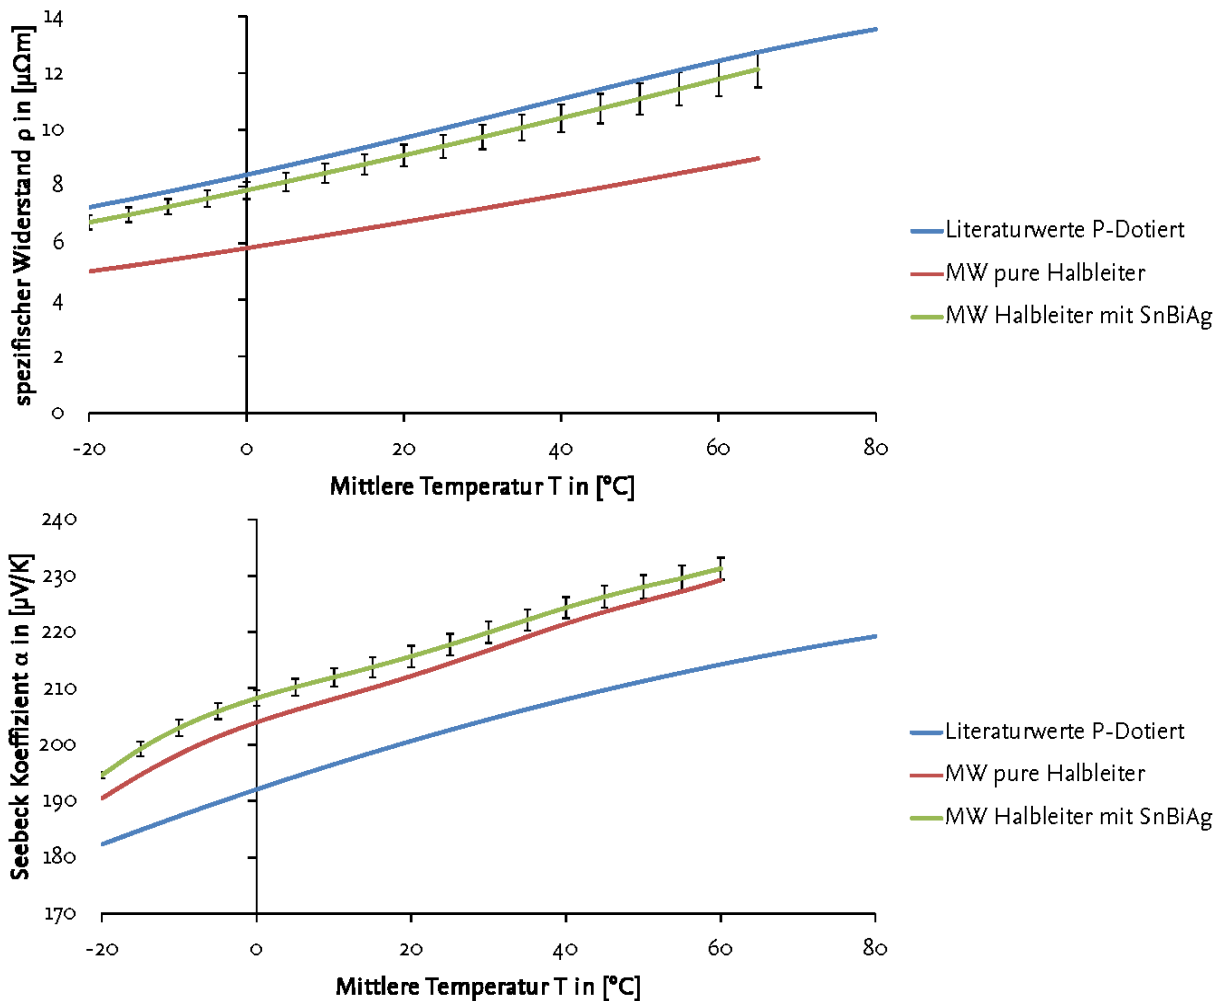 spezifischer Widerstand ρ in [μΩm]
14
12
10
8
6
4
2
0
-20
0
20
40
60
80
Mittlere Temperatur T in [°C]
Literaturwerte P-Dotiert
MW pure Halbleiter
MW Halbleiter mit SnBiAg
Seebeck Koeffizient α in [μV/K]
240
230
220
210
200
190
180
170
-20
0
20
40
60
80
Mittlere Temperatur T in [°C]
Literaturwerte P-Dotiert
MW pure Halbleiter
MW Halbleiter mit SnBiAg